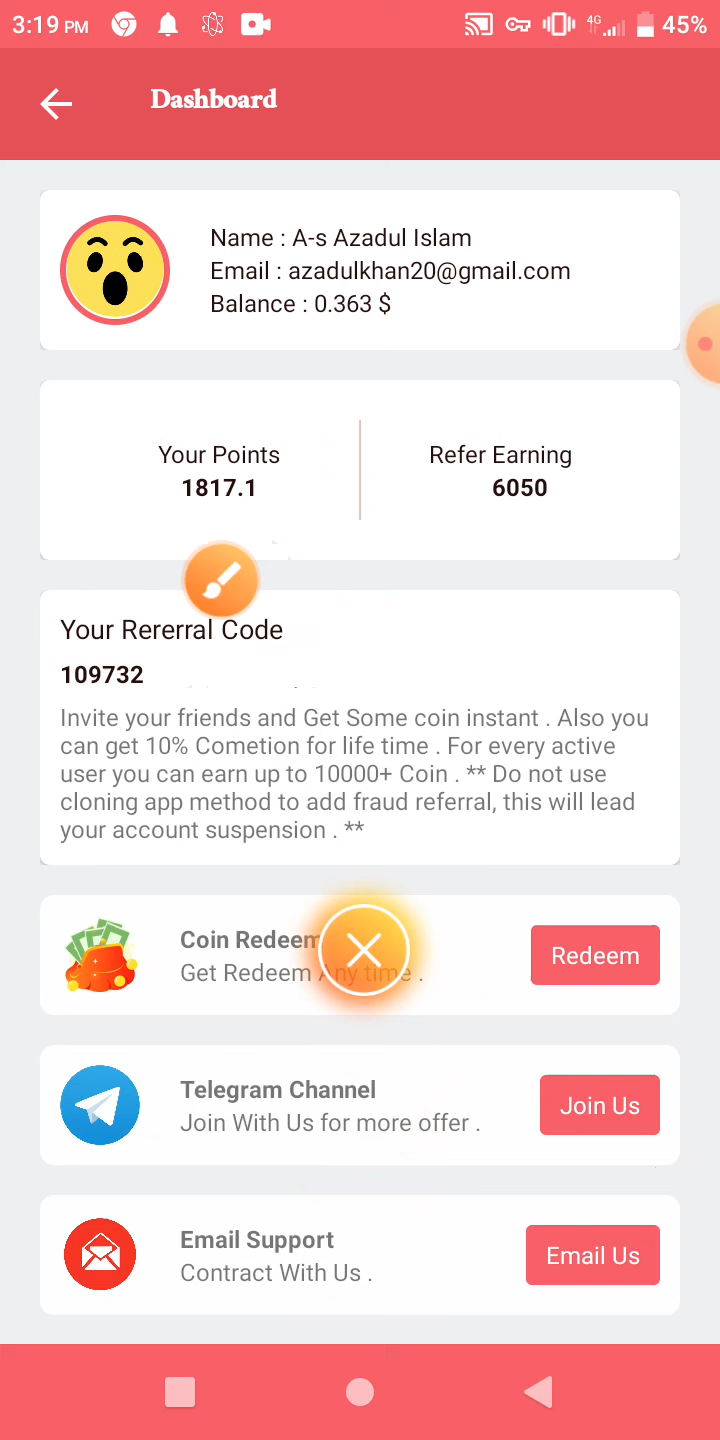 3:19 PM
4G
45%
Dashboard
Name : A-s Azadul Islam
Email : azadulkhan20@gmail.com
Balance : 0.363 $
Your Points
1817.1
Refer Earning
6050
Your Rererral Code
109732
Invite your friends and Get Some coin instant . Also you
can get 10% Cometion for life time . For every active
user you can earn up to 10000+ Coin . ** Do not use
cloning app method to add fraud referral, this will lead
your account suspension . **
Coin Redeem
Get Redeem Any time .
Redeem
Telegram Channel
Join With Us for more offer .
Join Us
Email Support
Contract With Us .
Email Us